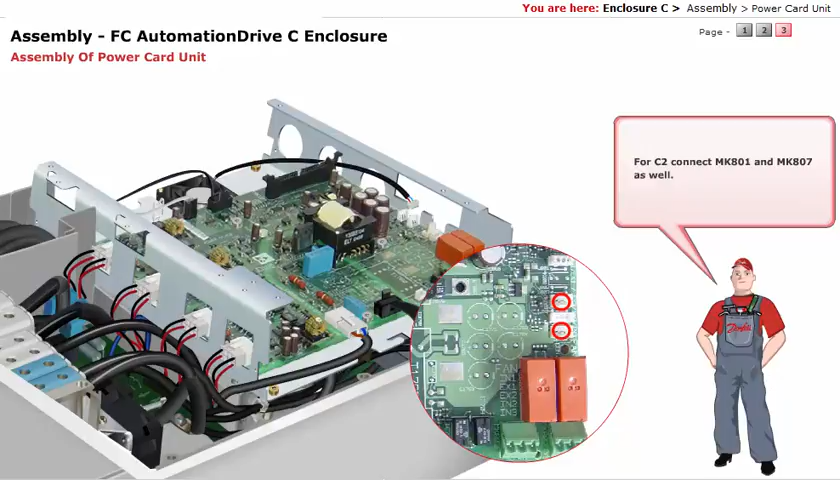 You are here: Enclosure C > Assembly > Power Card Unit
Assembly - FC AutomationDrive C Enclosure
Page - 1 2 3
Assembly Of Power Card Unit
For C2 connect MK801 and MK807
as well.
Danfoss